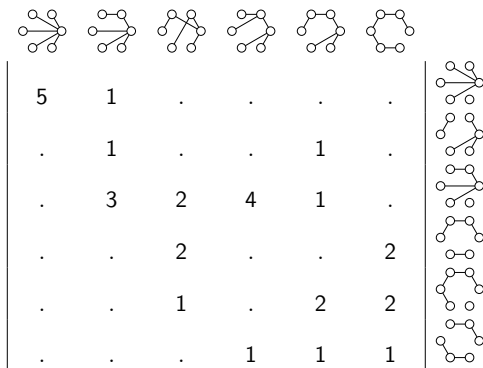 5 1 . . . .
. 1 . . 1 .
. 3 2 4 1 .
. . 2 . . 2
. . 1 . 2 2
. . . 1 1 1